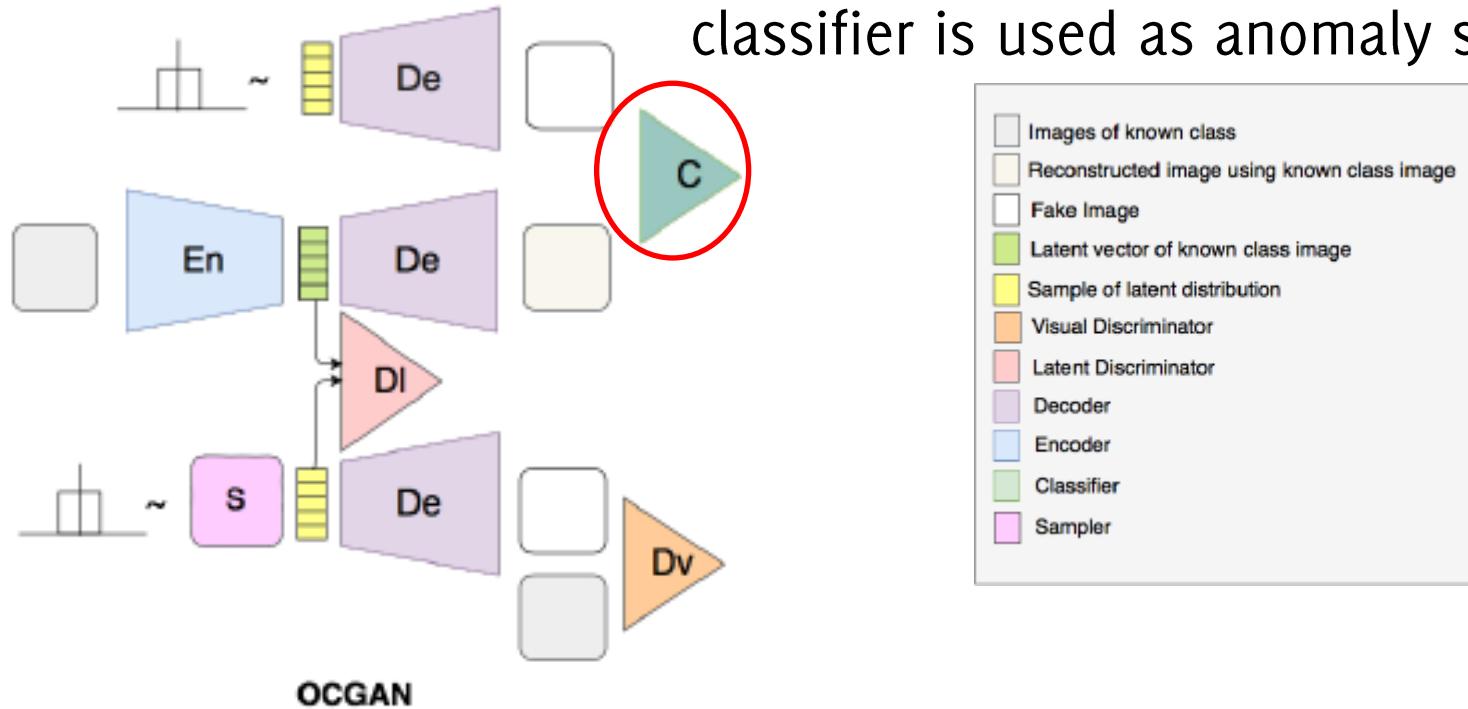 classifier is used as anomaly s
~
De
C
En
De
Dl
~
S
De
Dv
OCGAN
Images of known class
Reconstructed image using known class image
Fake Image
Latent vector of known class image
Sample of latent distribution
Visual Discriminator
Latent Discriminator
Decoder
Encoder
Classifier
Sampler